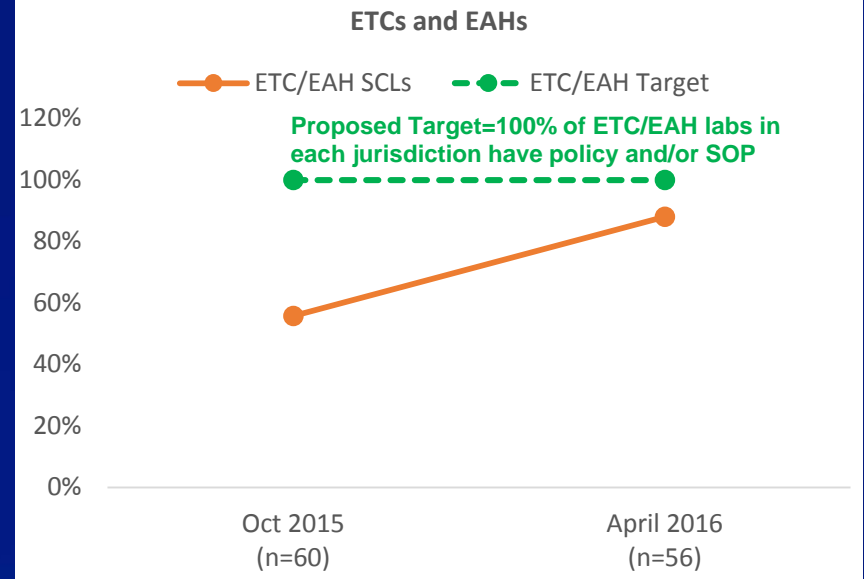 ETCs and EAHs
ETC/EAH SCLs
ETC/EAH Target
Proposed Target=100% of ETC/EAH labs in
each jurisdiction have policy and/or SOP
120%
100%
80%
60%
40%
20%
0%
Oct 2015
(n=60)
April 2016
(n=56)